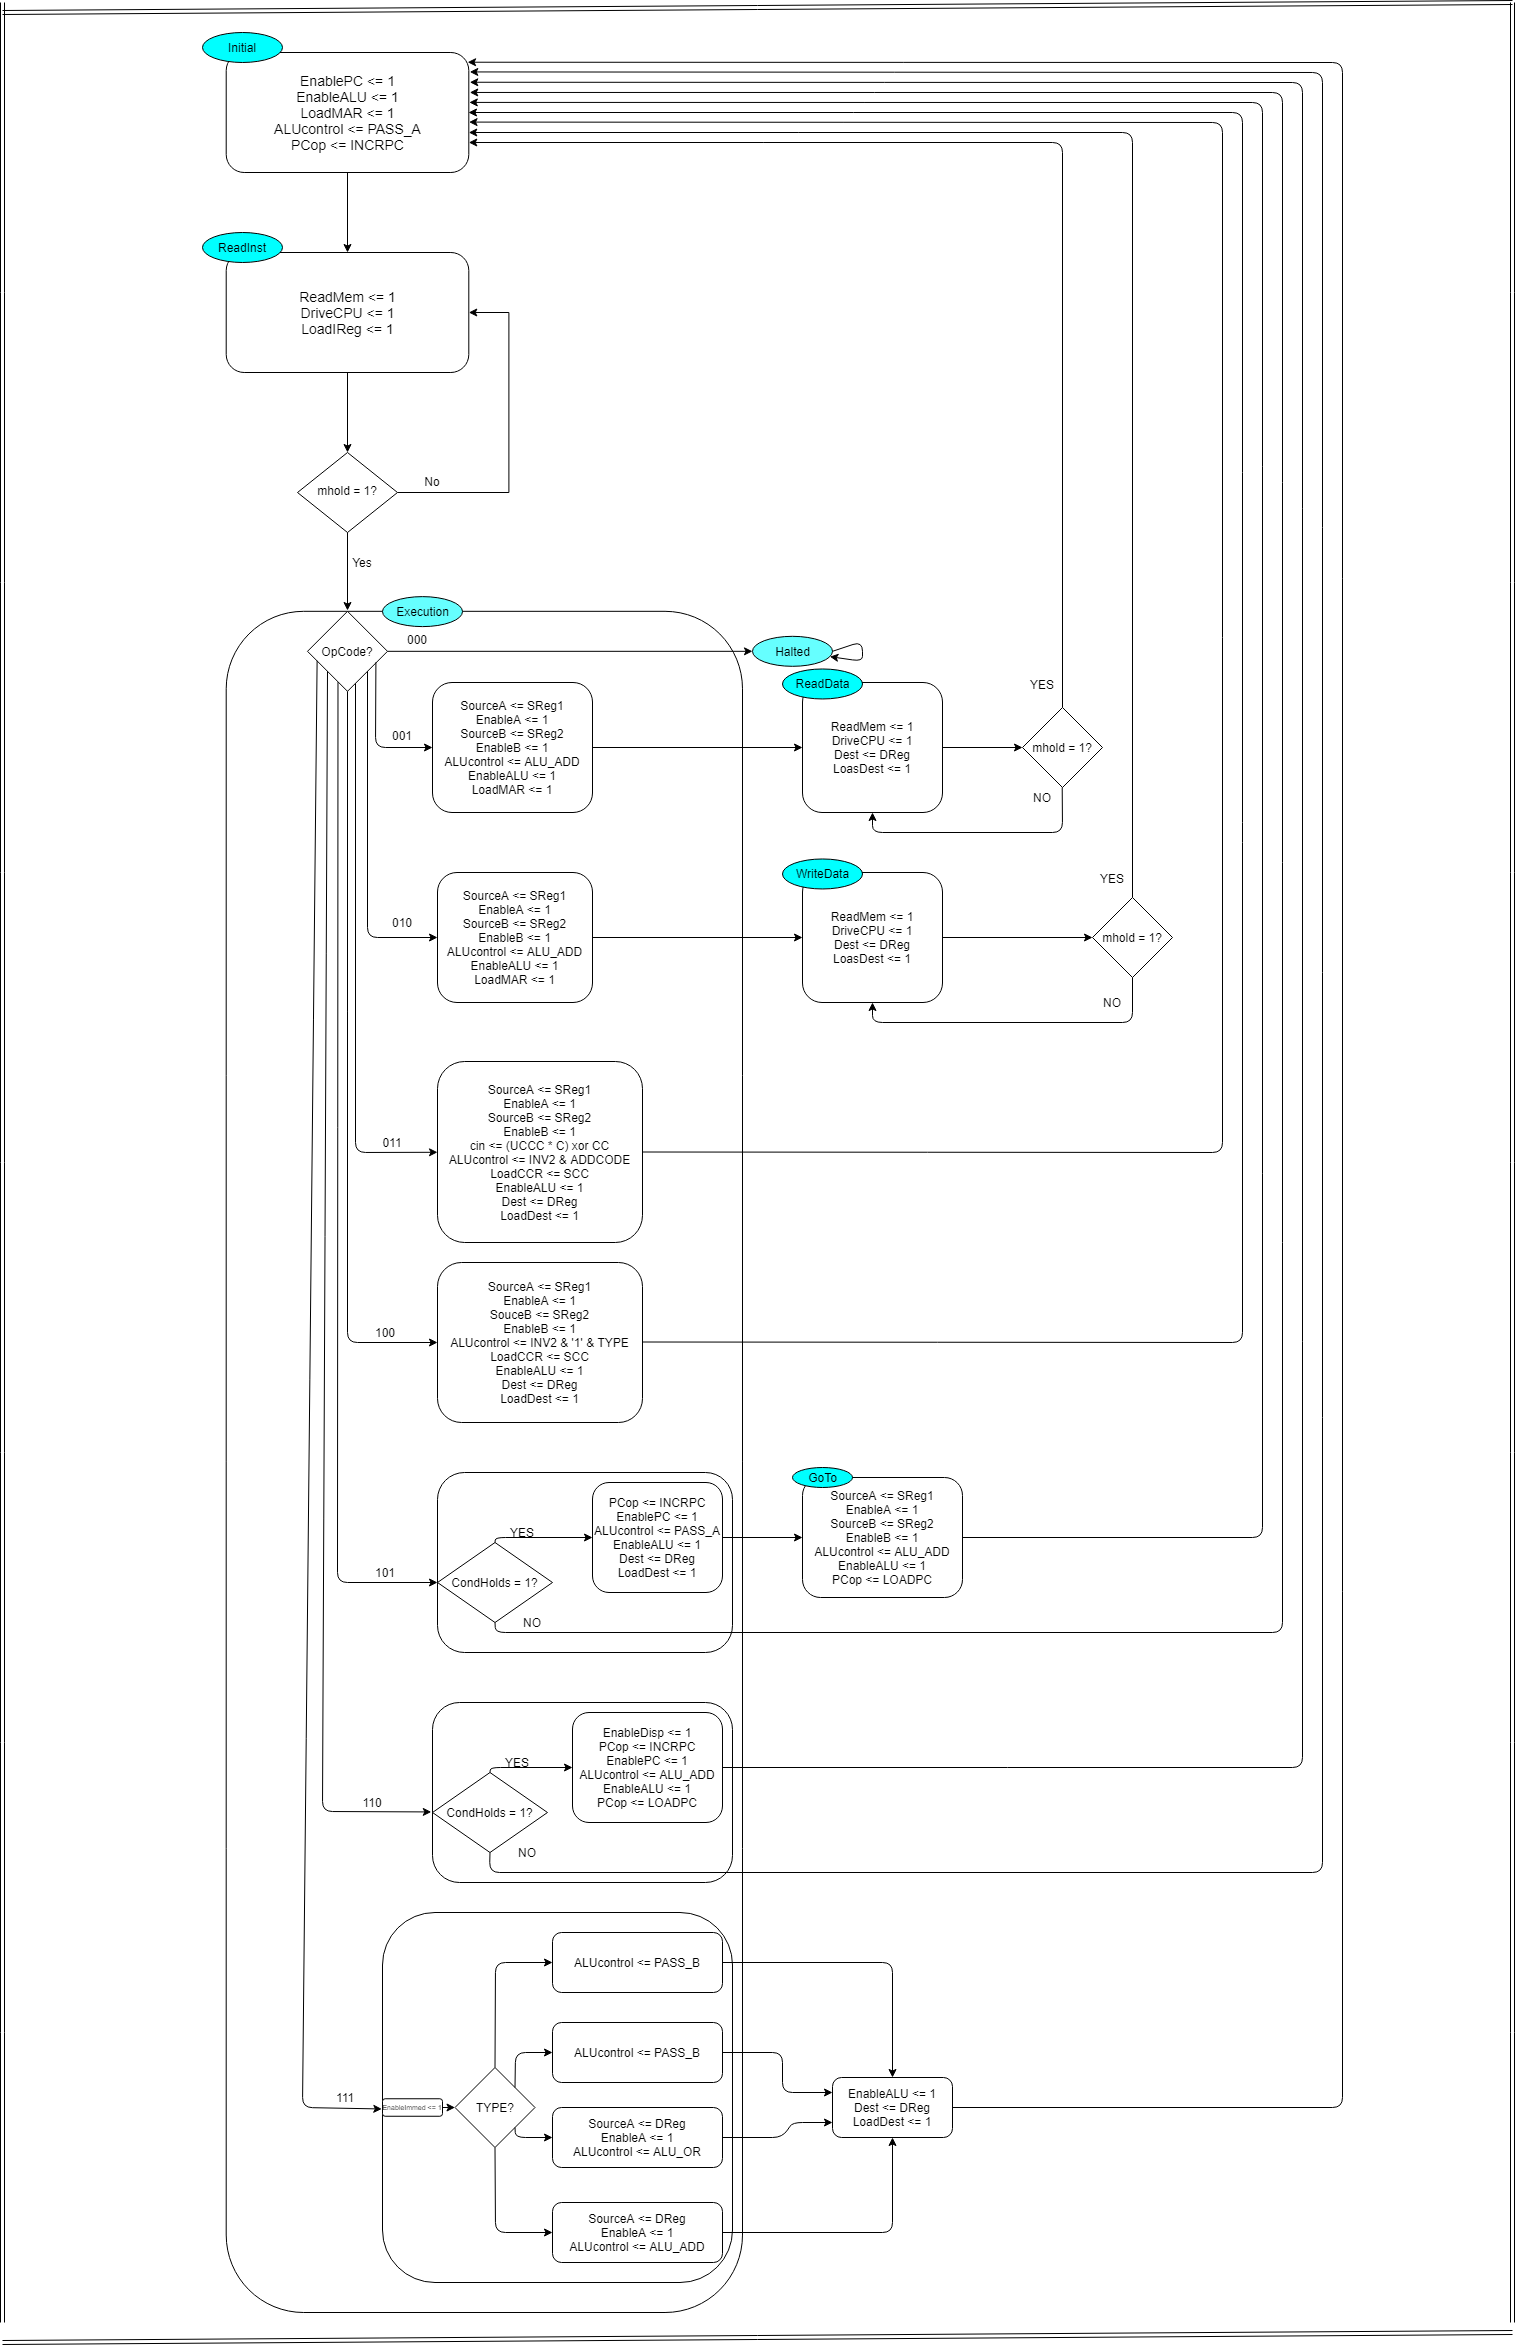 Initial
EnablePC <= 1
EnableALU <= 1
LoadMAR <= 1
ALUcontrol <= PASS_A
PCop <= INCRPC
ReadInst
ReadMem <= 1
DriveCPU <= 1
LoadIReg <= 1
mhold = 1?
No
Yes
Execution
OpCode?
000
Halted
001
SourceA <= SReg1
EnableA <= 1
SourceB <= SReg2
EnableB <= 1
ALUcontrol <= ALU_ADD
EnableALU <= 1
LoadMAR <= 1
ReadData
ReadMem <= 1
DriveCPU <= 1
Dest <= DReg
LoasDest <= 1
YES
mhold = 1?
NO
010
SourceA <= SReg1
EnableA <= 1
SourceB <= SReg2
EnableB <= 1
ALUcontrol <= ALU_ADD
EnableALU <= 1
LoadMAR <= 1
WriteData
ReadMem <= 1
DriveCPU <= 1
Dest <= DReg
LoasDest <= 1
YES
mhold = 1?
NO
011
SourceA <= SReg1
EnableA <= 1
SourceB <= SReg2
EnableB <= 1
cin <= (UCCC * C) xor CC
ALUcontrol <= INV2 & ADDCODE
LoadCCR <= SCC
EnableALU <= 1
Dest <= DReg
LoadDest <= 1
100
SourceA <= SReg1
EnableA <= 1
SouceB <= SReg2
EnableB <= 1
ALUcontrol <= INV2 & '1' & TYPE
LoadCCR <= SCC
EnableALU <= 1
Dest <= DReg
LoadDest <= 1
101
CondHolds = 1?
YES
NO
PCop <= INCRPC
EnablePC <= 1
ALUcontrol <= PASS_A
EnableALU <= 1
Dest <= DReg
LoadDest <= 1
GoTo
SourceA <= SReg1
EnableA <= 1
SourceB <= SReg2
EnableB <= 1
ALUcontrol <= ALU_ADD
EnableALU <= 1
PCop <= LOADPC
110
CondHolds = 1?
YES
NO
EnableDisp <= 1
PCop <= INCRPC
EnablePC <= 1
ALUcontrol <= ALU_ADD
EnableALU <= 1
PCop <= LOADPC
111
EnableImmed <= 1
TYPE?
ALUcontrol <= PASS_B
ALUcontrol <= PASS_B
SourceA <= DReg
EnableA <= 1
ALUcontrol <= ALU_OR
SourceA <= DReg
EnableA <= 1
ALUcontrol <= ALU_ADD
EnableALU <= 1
Dest <= DReg
LoadDest <= 1